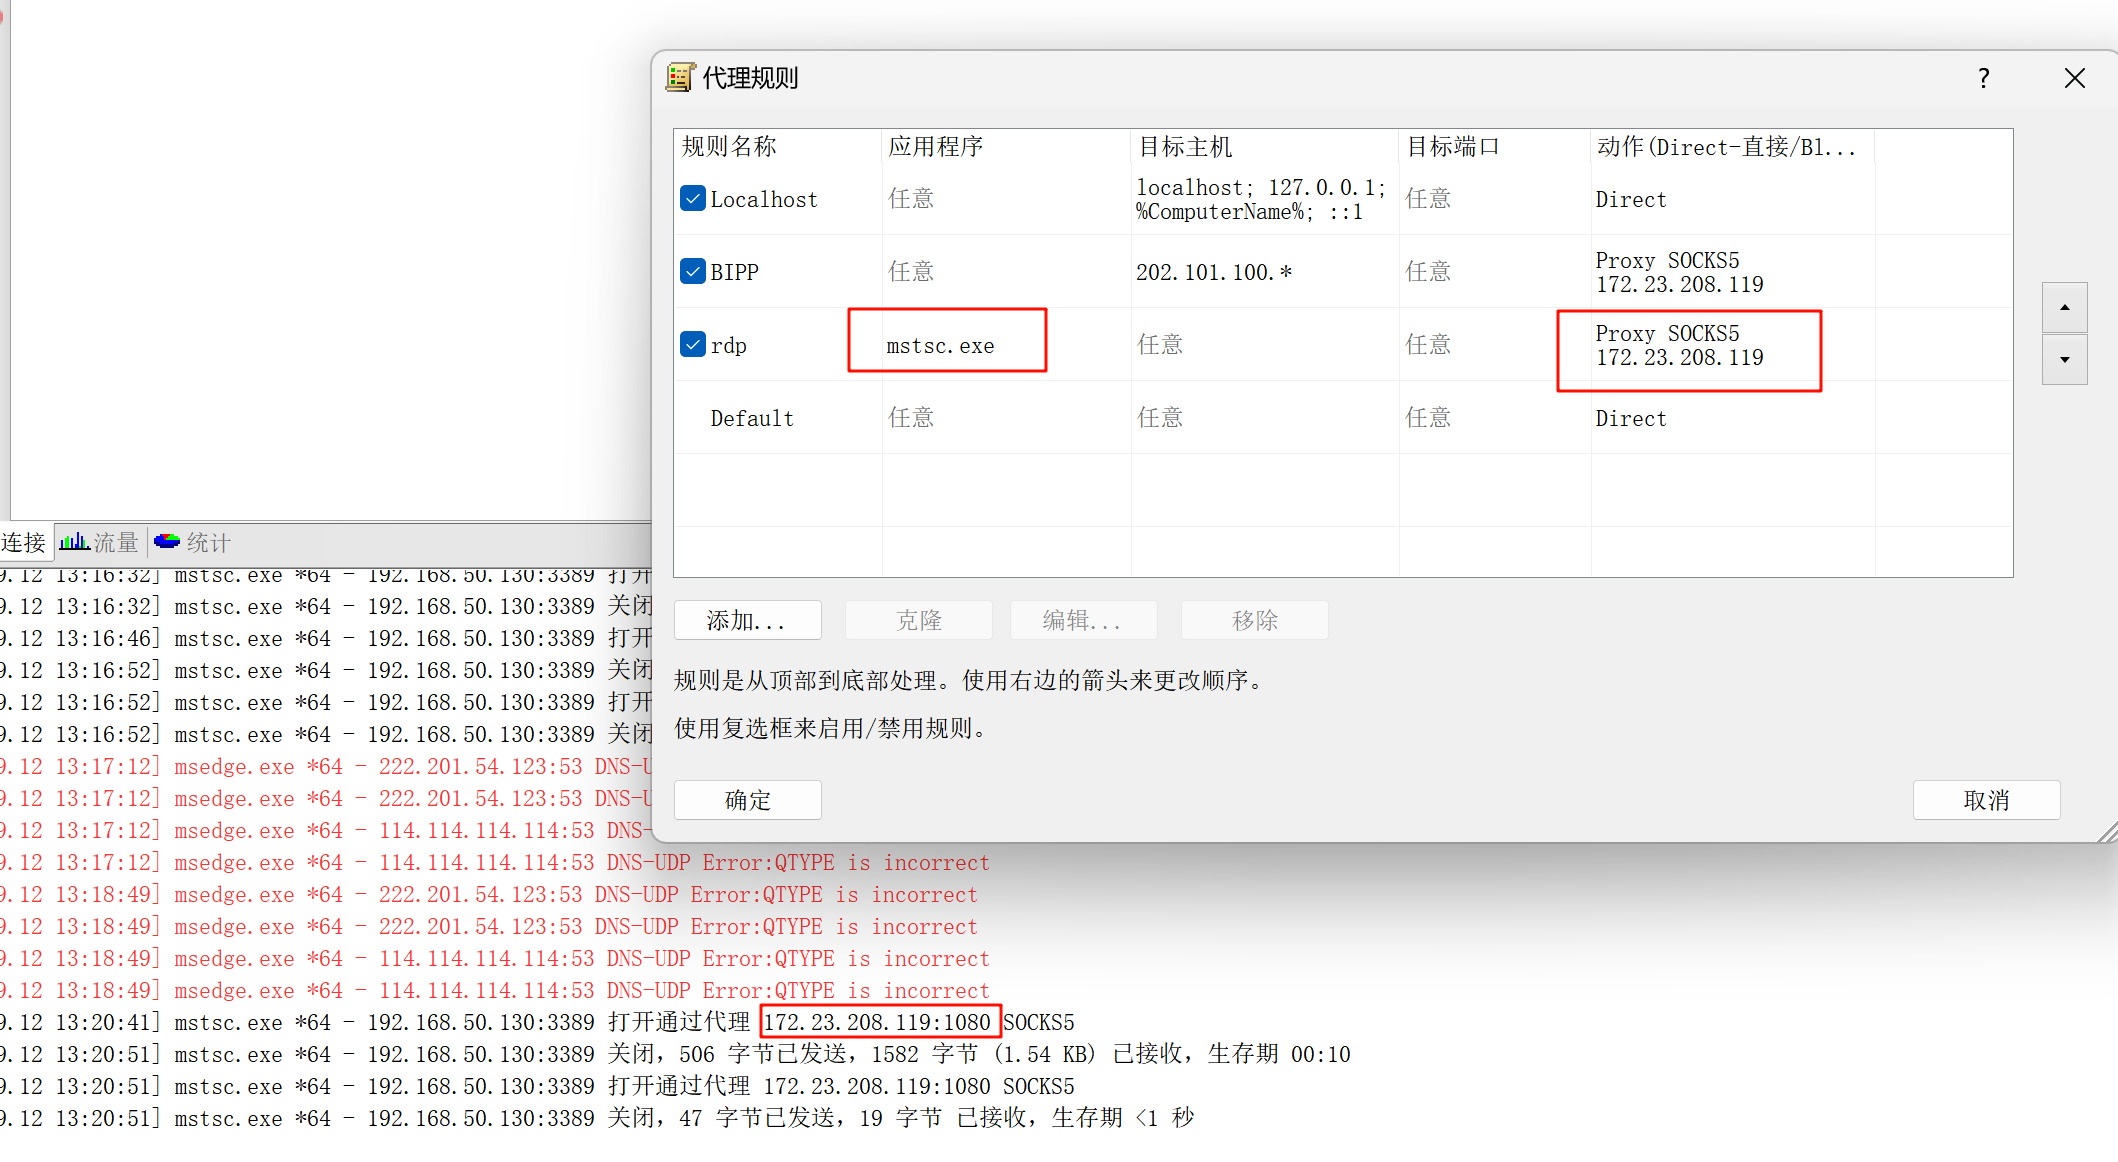 代理规则
?
规则名称 应用程序 目标主机 目标端口 动作(Direct-直接/Bl...
Localhost 任意 localhost; 127.0.0.1; %ComputerName%; ::1 任意 Direct
BIPP 任意 202.101.100.* 任意 Proxy SOCKS5 172.23.208.119
rdp mstsc.exe 任意 任意 Proxy SOCKS5 172.23.208.119
Default 任意 任意 任意 Direct
添加... 克隆 编辑... 移除
规则是从顶部到底部处理。使用右边的箭头来更改顺序。
使用复选框来启用/禁用规则。
确定 取消
连接 流量 统计
9.12 13:16:32] mstsc.exe *64 - 192.168.50.130:3389 打开
9.12 13:16:32] mstsc.exe *64 - 192.168.50.130:3389 关闭
9.12 13:16:46] mstsc.exe *64 - 192.168.50.130:3389 打开
9.12 13:16:52] mstsc.exe *64 - 192.168.50.130:3389 关闭
9.12 13:16:52] mstsc.exe *64 - 192.168.50.130:3389 打开
9.12 13:16:52] mstsc.exe *64 - 192.168.50.130:3389 关闭
9.12 13:17:12] msedge.exe *64 - 222.201.54.123:53 DNS-U
9.12 13:17:12] msedge.exe *64 - 222.201.54.123:53 DNS-U
9.12 13:17:12] msedge.exe *64 - 114.114.114.114:53 DNS-
9.12 13:17:12] msedge.exe *64 - 114.114.114.114:53 DNS-UDP Error:QTYPE is incorrect
9.12 13:18:49] msedge.exe *64 - 222.201.54.123:53 DNS-UDP Error:QTYPE is incorrect
9.12 13:18:49] msedge.exe *64 - 222.201.54.123:53 DNS-UDP Error:QTYPE is incorrect
9.12 13:18:49] msedge.exe *64 - 114.114.114.114:53 DNS-UDP Error:QTYPE is incorrect
9.12 13:18:49] msedge.exe *64 - 114.114.114.114:53 DNS-UDP Error:QTYPE is incorrect
9.12 13:20:41] mstsc.exe *64 - 192.168.50.130:3389 打开通过代理 172.23.208.119:1080 SOCKS5
9.12 13:20:51] mstsc.exe *64 - 192.168.50.130:3389 关闭，506 字节已发送，1582 字节 (1.54 KB) 已接收，生存期 00:10
9.12 13:20:51] mstsc.exe *64 - 192.168.50.130:3389 打开通过代理 172.23.208.119:1080 SOCKS5
9.12 13:20:51] mstsc.exe *64 - 192.168.50.130:3389 关闭，47 字节已发送，19 字节 已接收，生存期 <1 秒